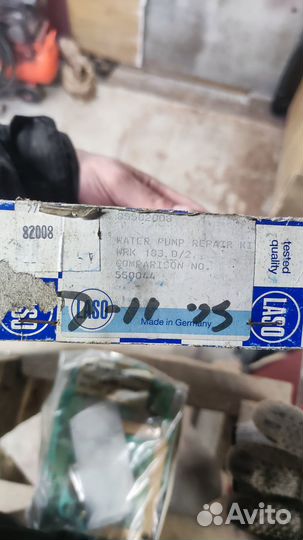 82008
WATER PUMP REPAIR KI
WRK 103.0/2.
COMPARISON NO.
550044
Made in Germany
LASO
tested
quality
LASO
Avito